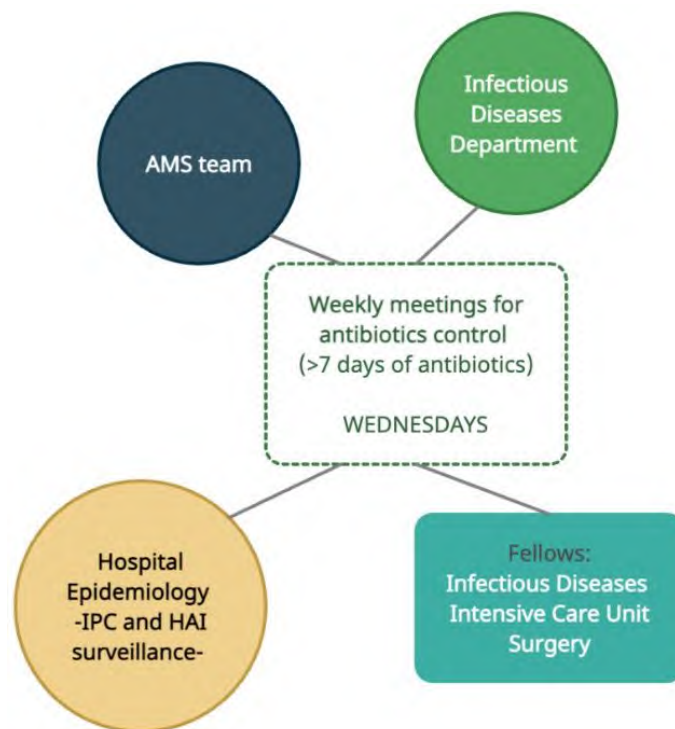 Infectious
Diseases
Department
AMS team
Weekly meetings for
antibiotics control
(>7 days of antibiotics)
WEDNESDAYS
Hospital
Epidemiology
-IPC and HAI
surveillance-
Fellows:
Infectious Diseases
Intensive Care Unit
Surgery